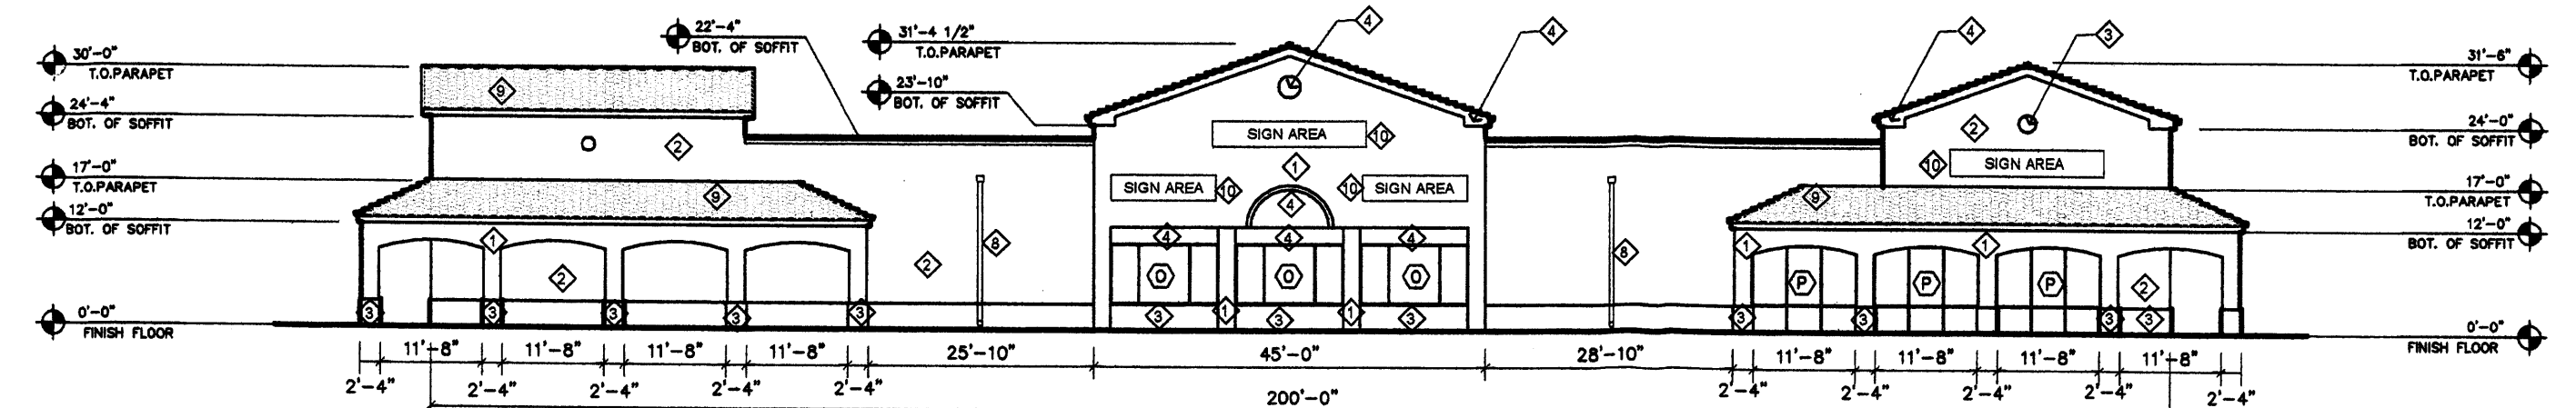 30'-0"
T.O.PARAPET
24'-4"
BOT. OF SOFFIT
17'-0"
T.O.PARAPET
12'-0"
BOT. OF SOFFIT
0'-0"
FINISH FLOOR
22'-4"
BOT. OF SOFFIT
31'-4 1/2"
T.O.PARAPET
23'-10"
BOT. OF SOFFIT
4
4
4
3
31'-6"
T.O.PARAPET
24'-0"
BOT. OF SOFFIT
17'-0"
T.O.PARAPET
12'-0"
BOT. OF SOFFIT
0'-0"
FINISH FLOOR
9
2
9
1
2
2
8
3 3 3 3 3
SIGN AREA 10
1
SIGN AREA 10 10 SIGN AREA
4
4 4 4
O O O
3 1 3 1 3
8
2
10 SIGN AREA
9
1 1
P P P 2
3 3 3 3
11'-8" 11'-8" 11'-8" 11'-8" 25'-10" 45'-0" 28'-10" 11'-8" 11'-8" 11'-8" 11'-8"
2'-4" 2'-4" 2'-4" 2'-4" 2'-4" 2'-4" 2'-4" 2'-4" 2'-4" 2'-4"
200'-0"